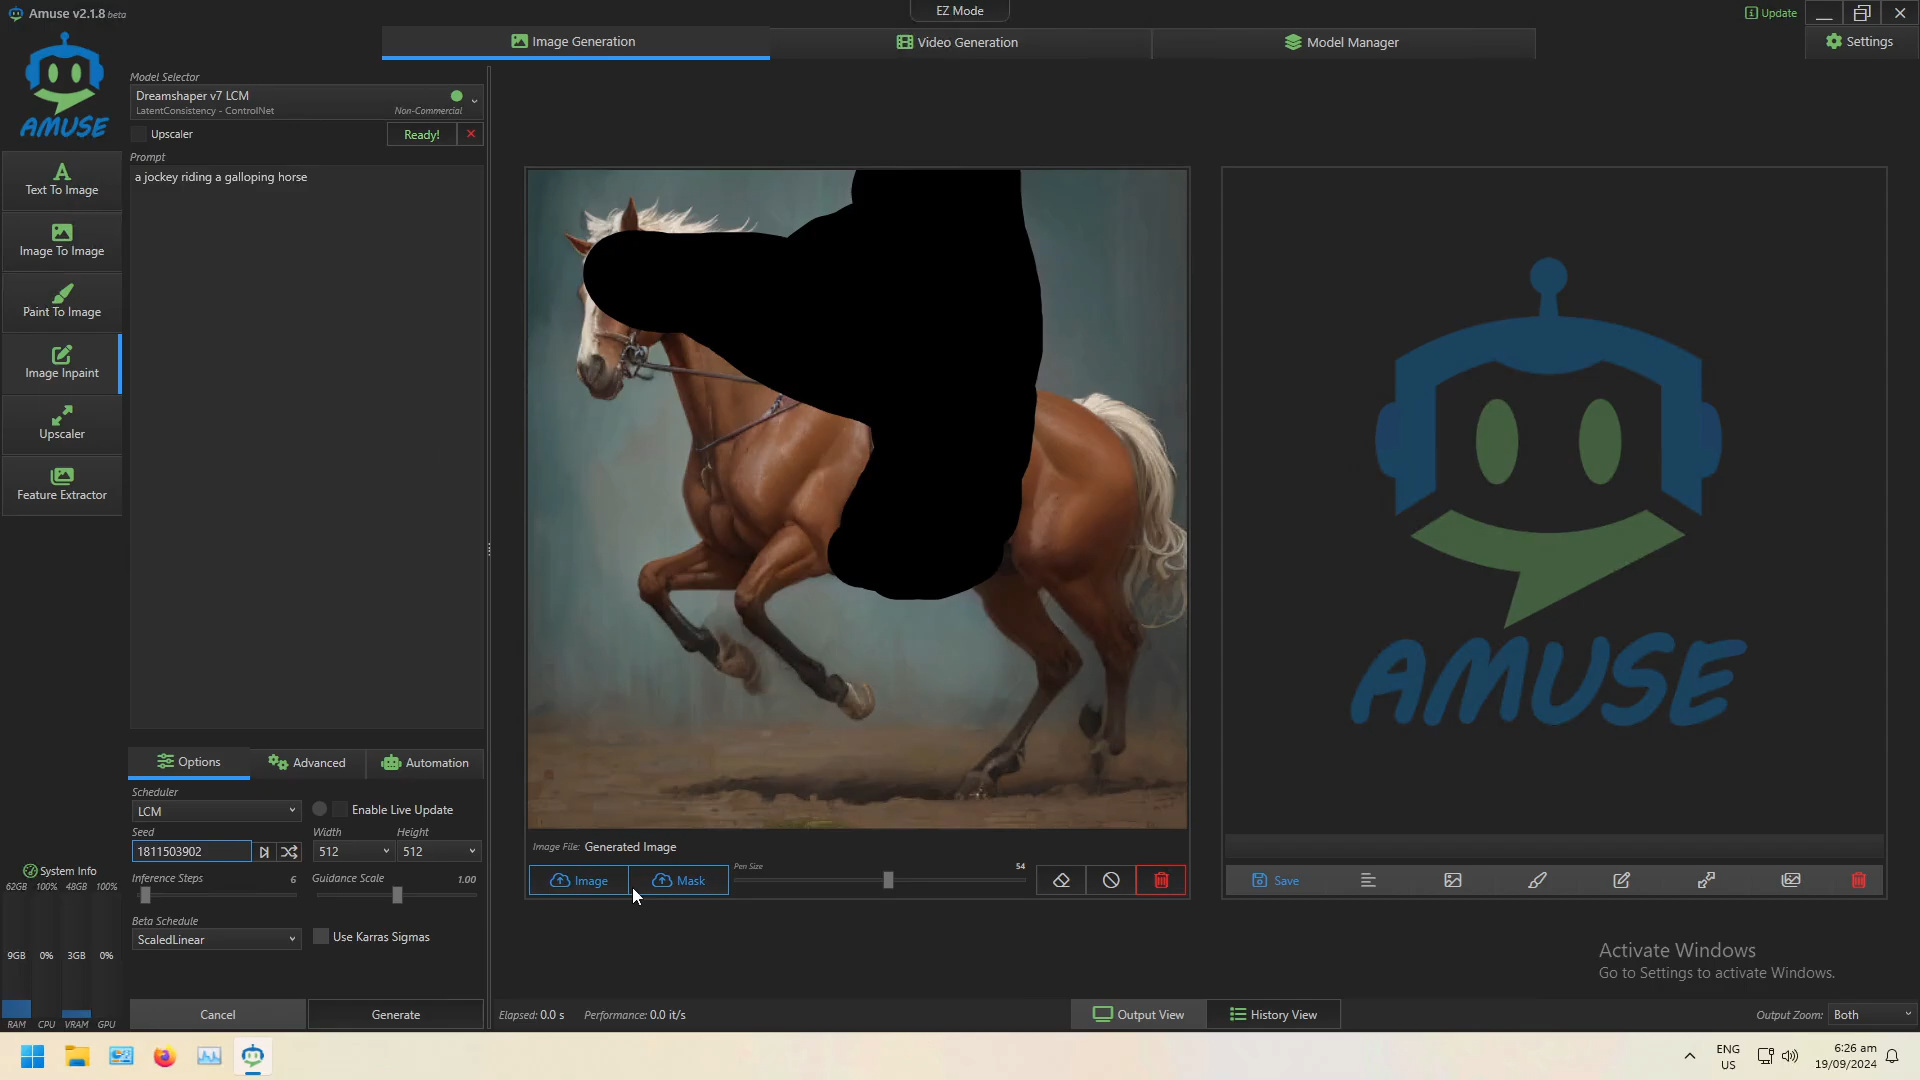 Amuse v2.1.8 beta
EZ Mode
Update
Image Generation
Video Generation
Model Manager
Settings
AMUSE
Model Selector
Dreamshaper v7 LCM
LatentConsistency - ControlNet
Non-Commercial
Upscaler
Ready!
Prompt
a jockey riding a galloping horse
Text To Image
Image To Image
Paint To Image
Image Inpaint
Upscaler
Feature Extractor
AMUSE
Options
Advanced
Automation
Scheduler
LCM
Enable Live Update
Seed
Width
Height
1811503902
512
512
Inference Steps
6
Guidance Scale
1.00
Beta Schedule
ScaledLinear
Use Karras Sigmas
Image File: Generated Image
Image
Mask
Pen Size
54
Save
System Info
62GB 100% 48GB 100%
9GB 0% 3GB 0%
RAM CPU VRAM GPU
Cancel
Generate
Elapsed: 0.0 s
Performance: 0.0 it/s
Output View
History View
Output Zoom:
Both
Activate Windows
Go to Settings to activate Windows.
ENG
US
6:26 am
19/09/2024